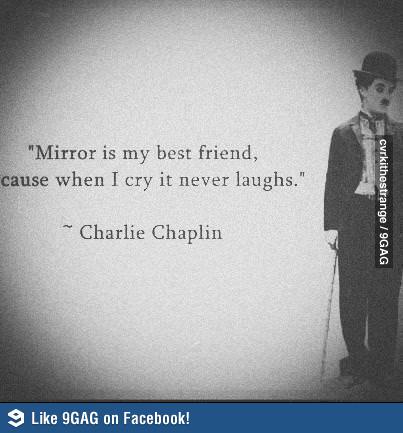 "Mirror is my best friend,
cause when I cry it never laughs."
~ Charlie Chaplin
cvrkithestrange / 9GAG
Like 9GAG on Facebook!